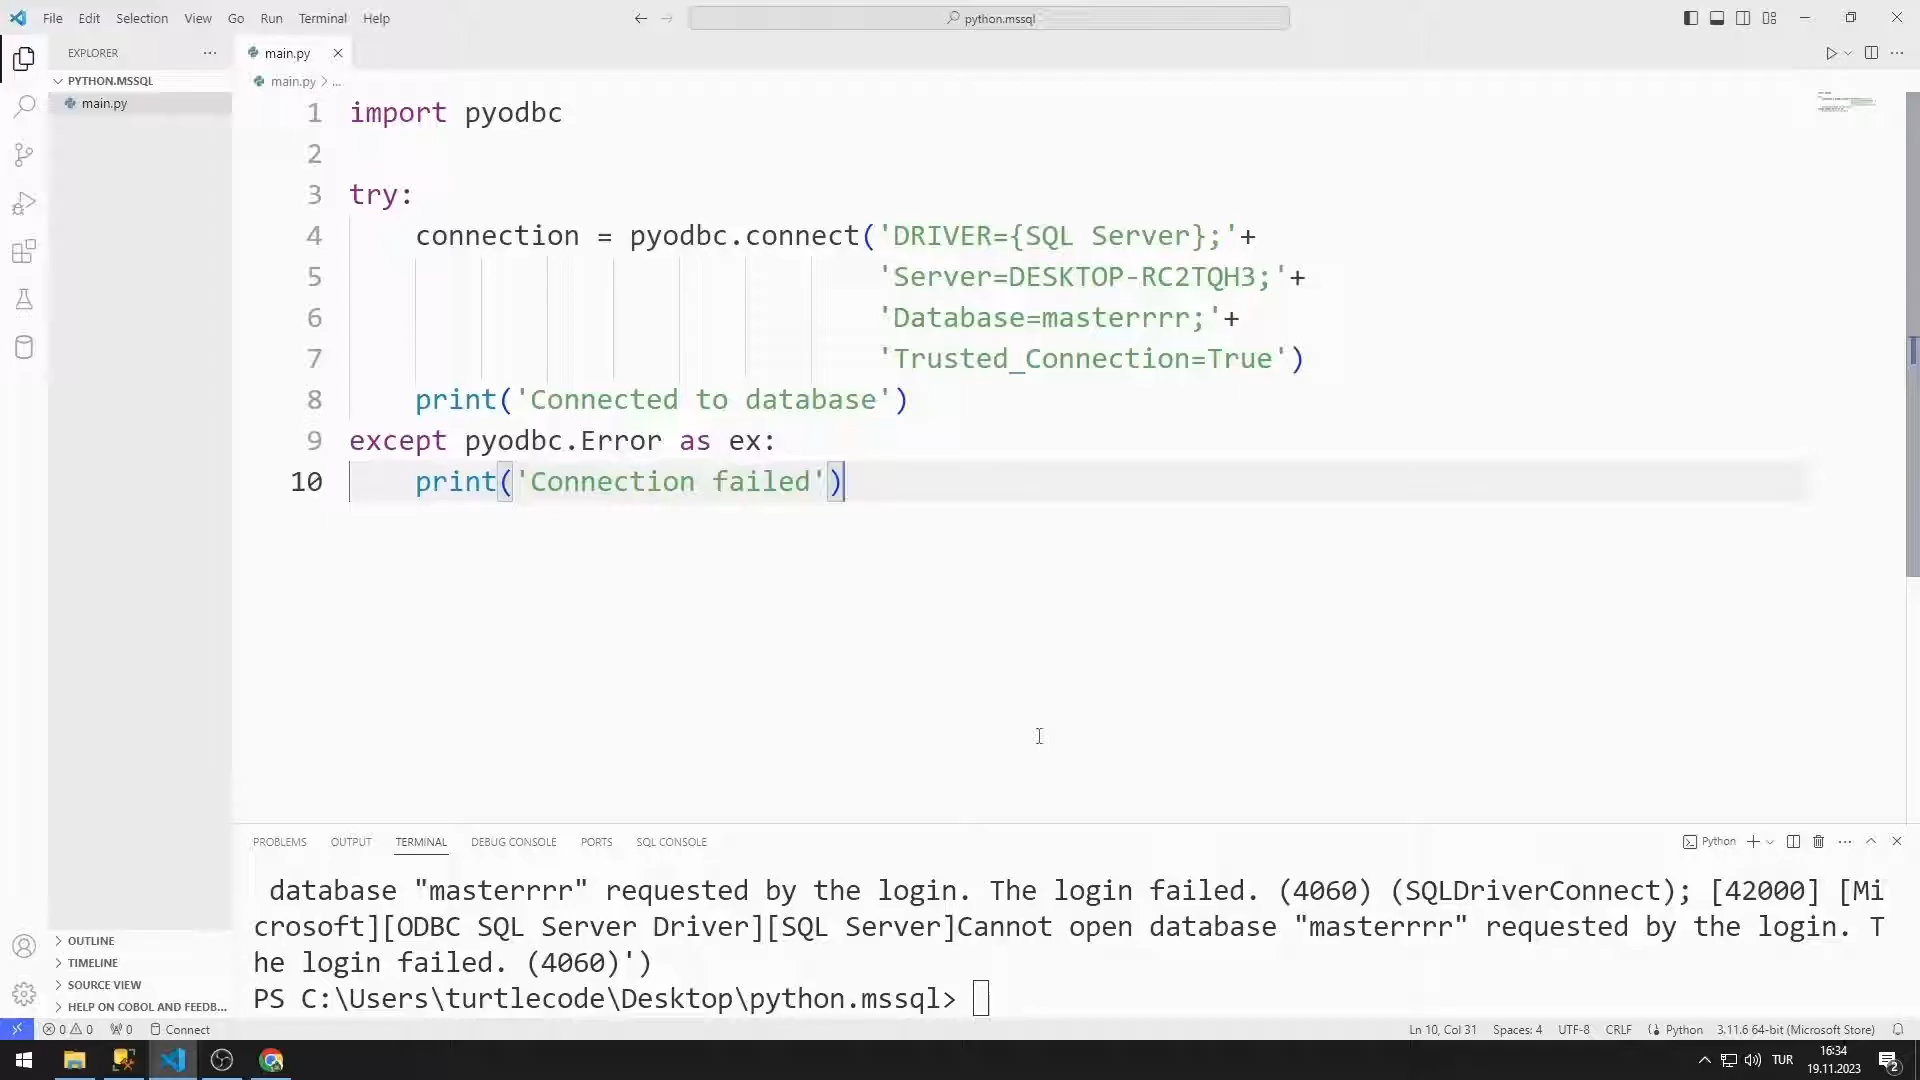 File Edit Selection View Go Run Terminal Help
python.mssql
EXPLORER
main.py
PYTHON.MSSQL
main.py > ...
main.py
1 import pyodbc
2
3 try:
4 connection = pyodbc.connect('DRIVER={SQL Server};'+
5 'Server=DESKTOP-RC2TQH3;'+
6 'Database=masterrrr;'+
7 'Trusted_Connection=True')
8 print('Connected to database')
9 except pyodbc.Error as ex:
10 print('Connection failed')
PROBLEMS OUTPUT TERMINAL DEBUG CONSOLE PORTS SQL CONSOLE
Python
database "masterrrr" requested by the login. The login failed. (4060) (SQLDriverConnect); [42000] [Mi
crosoft][ODBC SQL Server Driver][SQL Server]Cannot open database "masterrrr" requested by the login. T
he login failed. (4060)')
PS C:\Users\turtlecode\Desktop\python.mssql>
OUTLINE
TIMELINE
SOURCE VIEW
HELP ON COBOL AND FEEDB...
0 0 0 Connect
Ln 10, Col 31 Spaces: 4 UTF-8 CRLF Python 3.11.6 64-bit (Microsoft Store)
TUR
16:34
19.11.2023
2